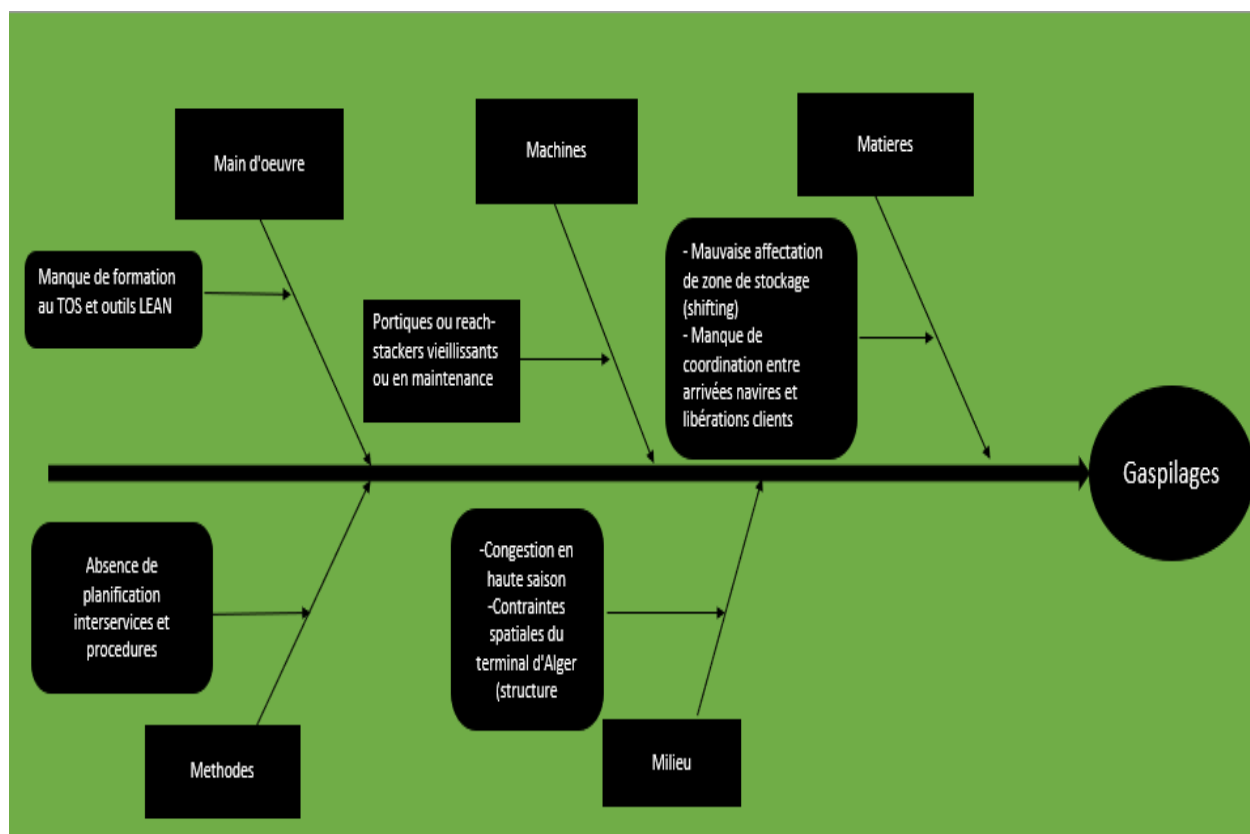 Main d'oeuvre
Machines
Matieres
Manque de formation
au TOS et outils LEAN
Portiques ou reach-
stackers vieillissants
ou en maintenance
- Mauvaise affectation
de zone de stockage
(shifting)
- Manque de
coordination entre
arrivées navires et
libérations clients
Gaspilages
Absence de
planification
interservices et
procedures
-Congestion en
haute saison
-Contraintes
spatiales du
terminal d'Alger
(structure
Methodes
Milieu